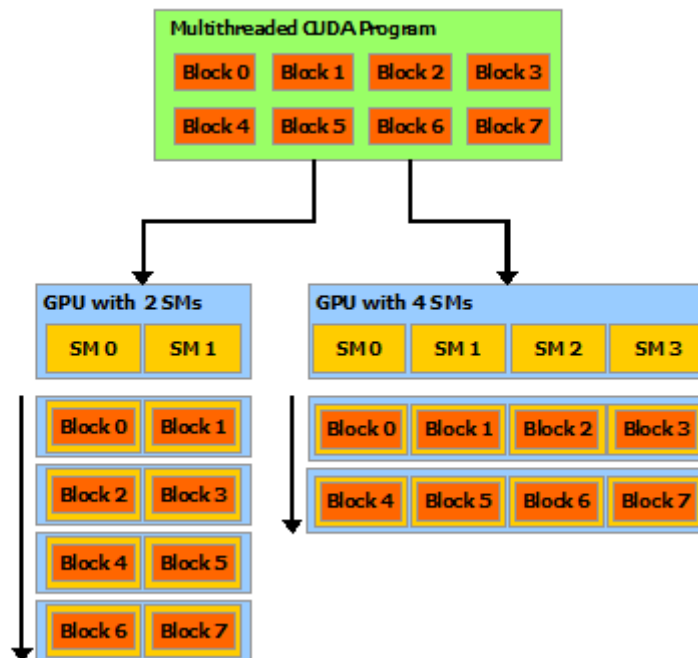 Multithreaded CUDA Program
Block 0 Block 1 Block 2 Block 3
Block 4 Block 5 Block 6 Block 7
GPU with 2 SMs
SM 0 SM 1
Block 0 Block 1
Block 2 Block 3
Block 4 Block 5
Block 6 Block 7
GPU with 4 SMs
SM 0 SM 1 SM 2 SM 3
Block 0 Block 1 Block 2 Block 3
Block 4 Block 5 Block 6 Block 7